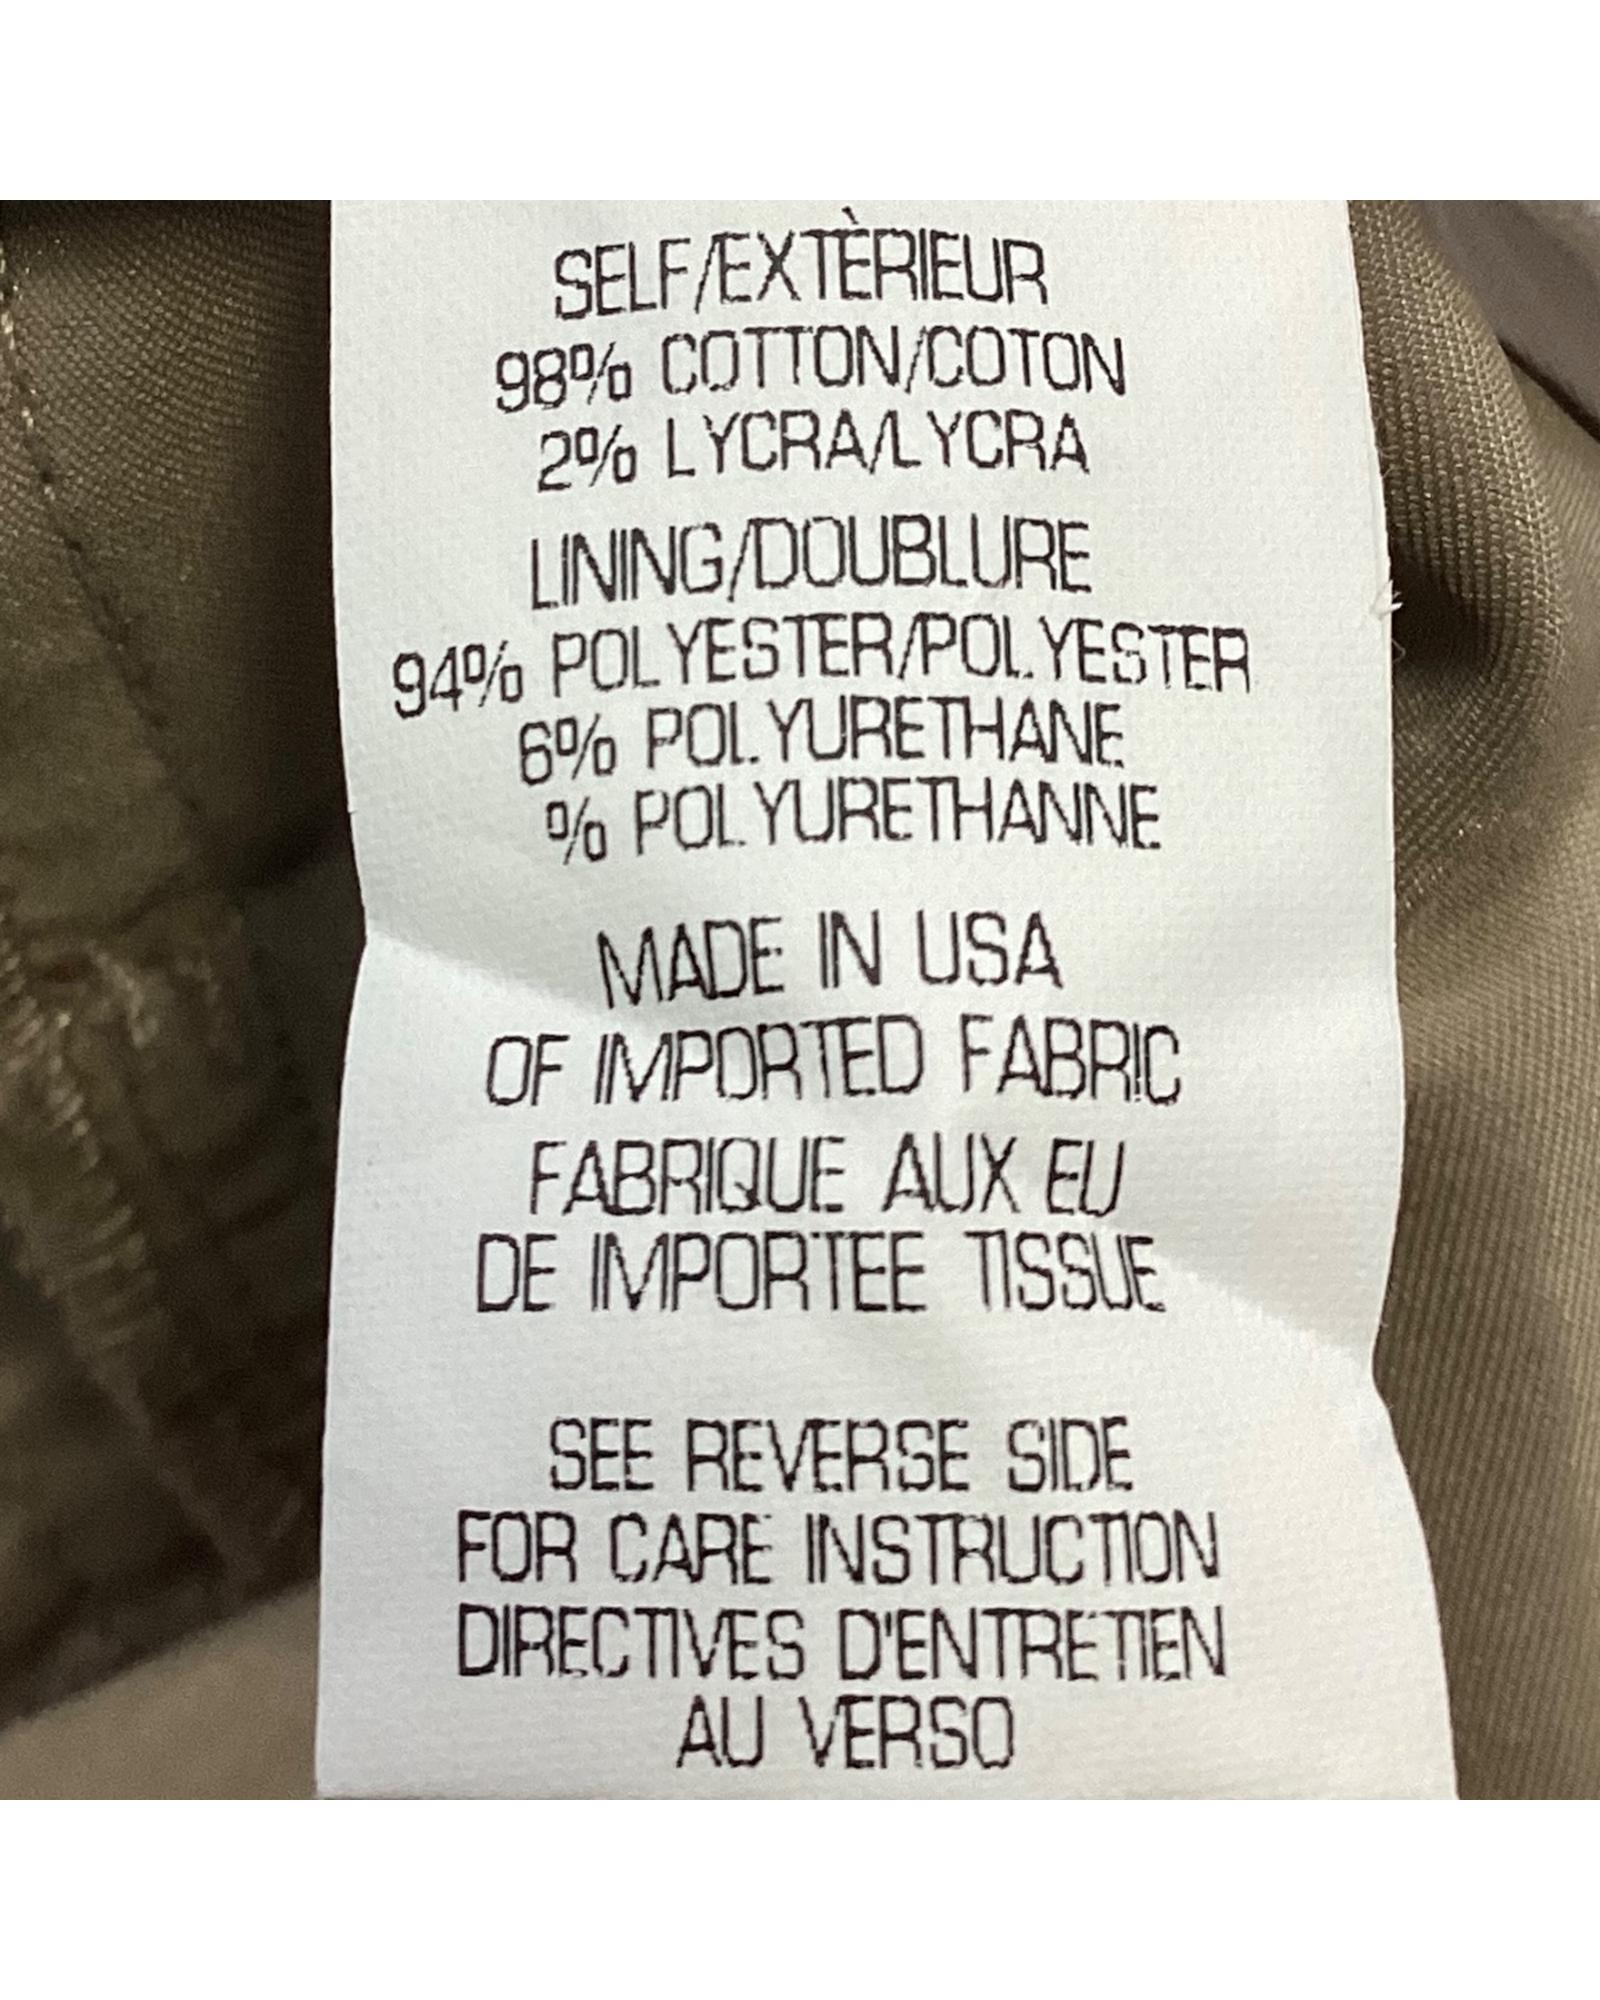 SELF/EXTÈRIEUR
98% COTTON/COTON
2% LYCRA/LYCRA
LINING/DOUBLURE
94% POLYESTER/POLYESTER
6% POLYURETHANE
% POLYURETHANNE
MADE IN USA
OF IMPORTED FABRIC
FABRIQUE AUX EU
DE IMPORTEE TISSUE
SEE REVERSE SIDE
FOR CARE INSTRUCTION
DIRECTIVES D'ENTRETIEN
AU VERSO